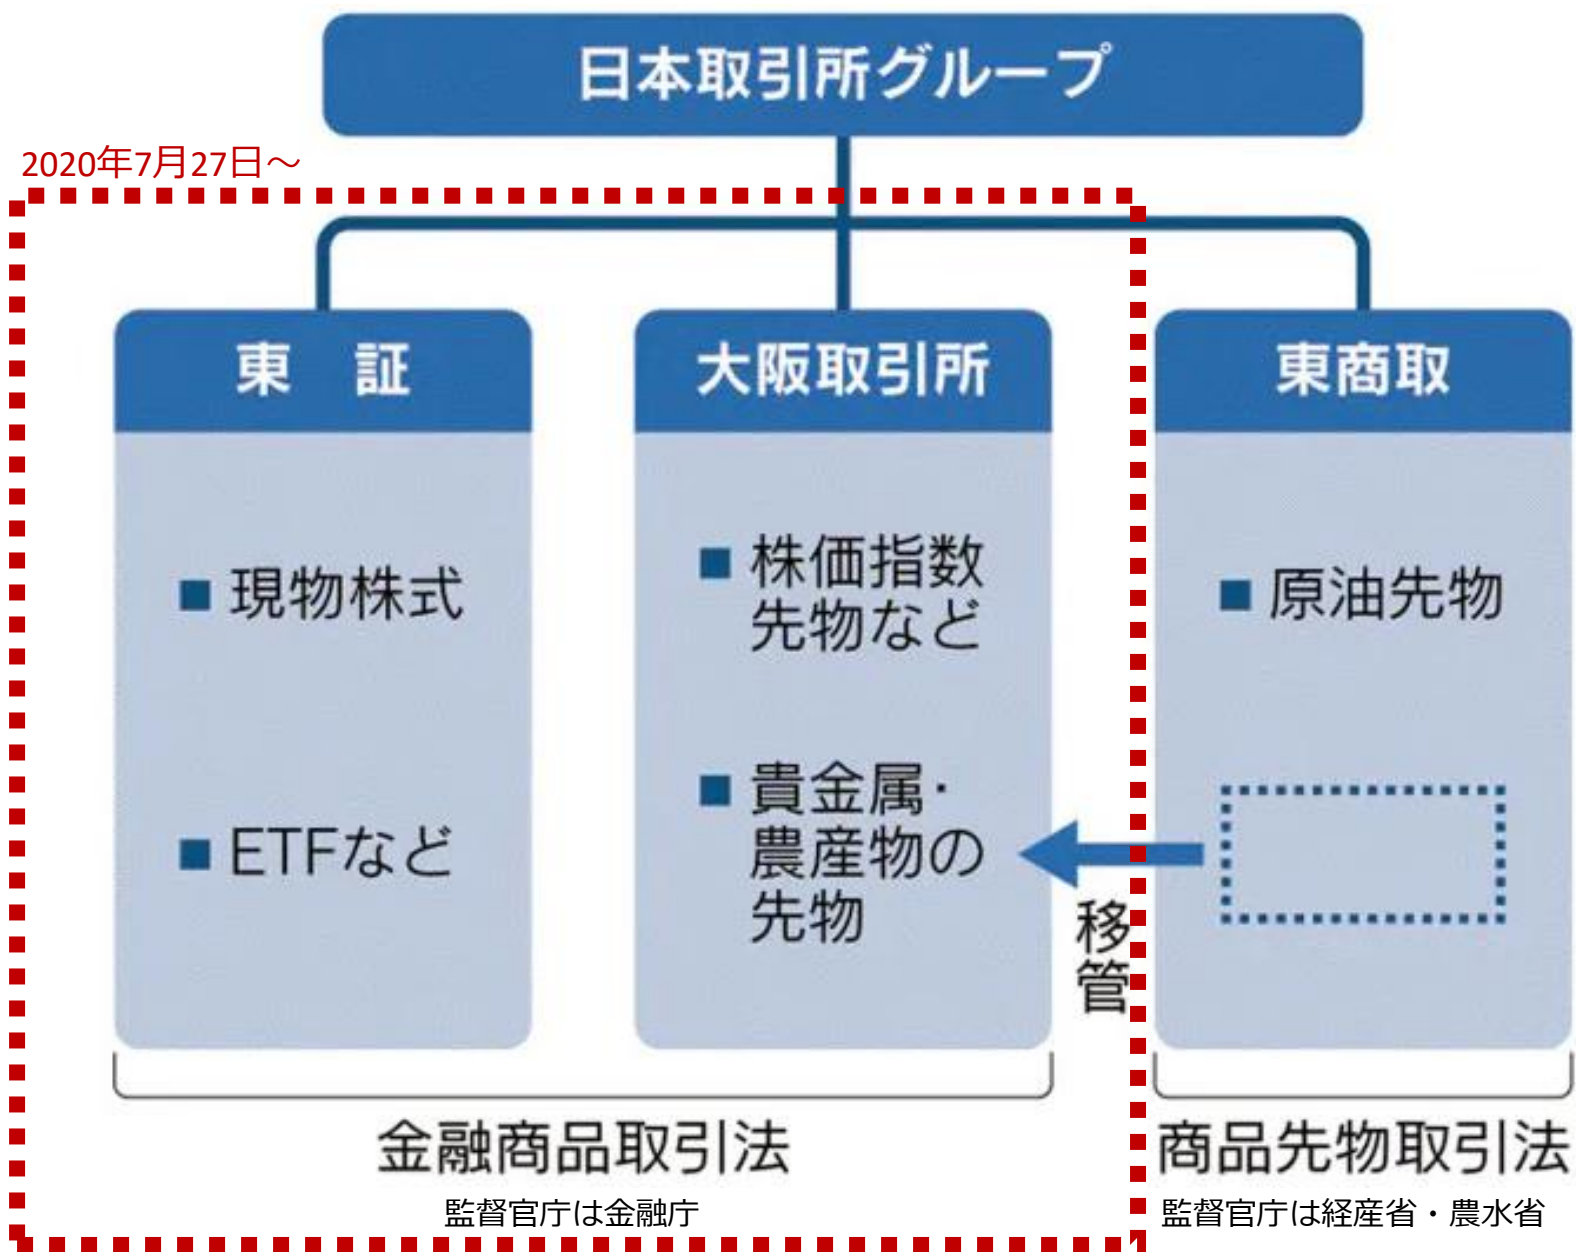 日本取引所グループ
2020年7月27日～
東　証
大阪取引所
東商取
■ 現物株式
■ ETFなど
■ 株価指数
先物など
■ 貴金属・
農産物の
先物
■ 原油先物
移管
金融商品取引法
監督官庁は金融庁
商品先物取引法
監督官庁は経産省・農水省